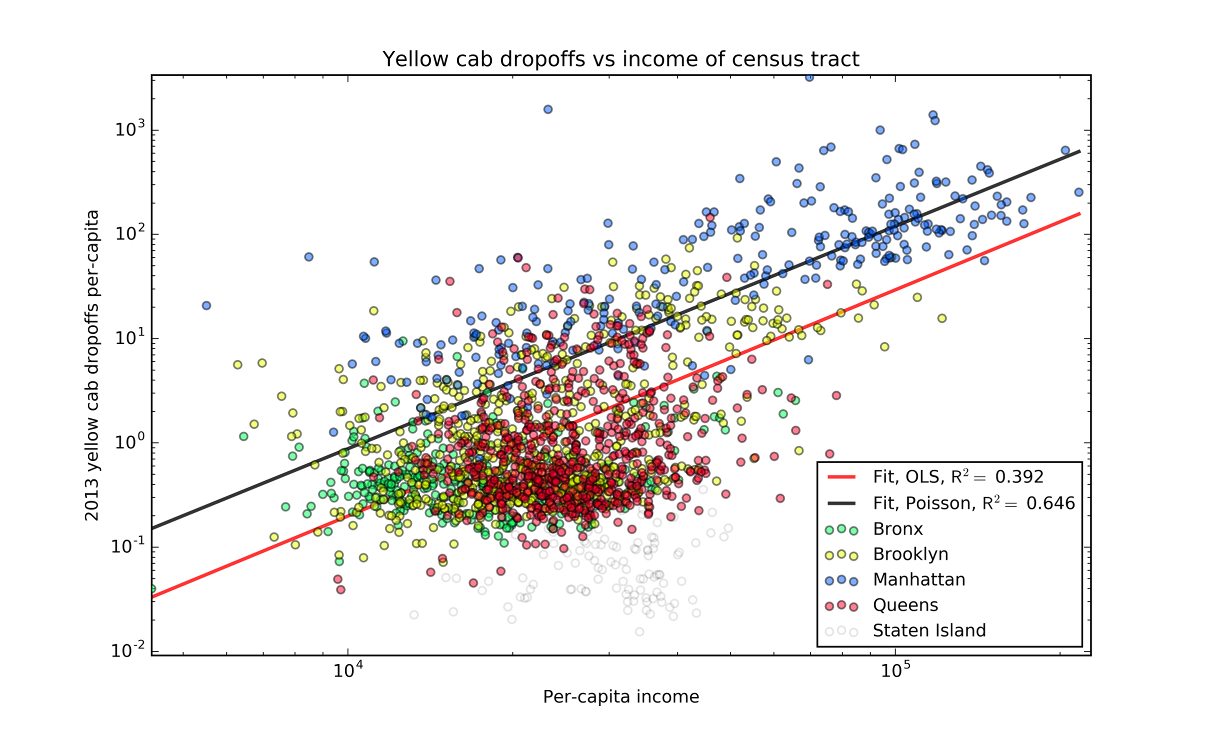 Yellow cab dropoffs vs income of census tract
2013 yellow cab dropoffs per-capita
10³
10²
10¹
10⁰
10⁻¹
10⁻²
10⁴
10⁵
Per-capita income
Fit, OLS, R² = 0.392
Fit, Poisson, R² = 0.646
Bronx
Brooklyn
Manhattan
Queens
Staten Island